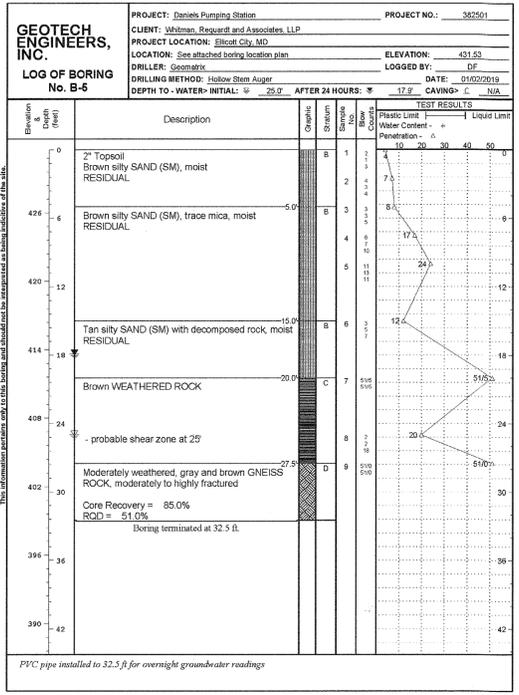 GEOTECH
ENGINEERS,
INC.
LOG OF BORING
No. B-5
PROJECT: Daniels Pumping Station PROJECT NO.: 382501
CLIENT: Whitman, Requardt and Associates, LLP
PROJECT LOCATION: Ellicott City, MD
LOCATION: See attached boring location plan ELEVATION: 431.53
DRILLER: Geomatrix LOGGED BY: DF
DRILLING METHOD: Hollow Stem Auger DATE: 01/02/2019
DEPTH TO - WATER> INITAL: 25.0' AFTER 24 HOURS: 17.9' CAVING> C N/A
Elevation & Depth (feet)
Description
Graphic
Stratum
Sample No.
Blow Counts
TEST RESULTS
Plastic Limit Liquid Limit
Water Content - +
Penetration -
10 20 30 40 50
0 2" Topsoil B 1 2 1 3 4 0
Brown silty SAND (SM), moist
RESIDUAL
2 4 3 4 7
5.0'
426 6 Brown silty SAND (SM), trace mica, moist B 3 3 3 5 8 6
RESIDUAL
4 6 7 10 17
5 11 13 11 24
420 12 12
15.0'
Tan silty SAND (SM) with decomposed rock, moist B 6 3 5 7 12
RESIDUAL
414 18 18
20.0'
Brown WEATHERED ROCK C 7 51/5 51/5 51/5
408 24 24
- probable shear zone at 25' 8 2 2 18 20
27.5'
Moderately weathered, gray and brown GNEISS D 9 51/0 51/0 51/0
ROCK, moderately to highly fractured
402 30 30
Core Recovery = 85.0%
RQD = 51.0%
Boring terminated at 32.5 ft.
396 36 36
390 42 42
PVC pipe installed to 32.5 ft for overnight groundwater readings
This information pertains only to this boring and should not be interpreted as being indicitive of the site.